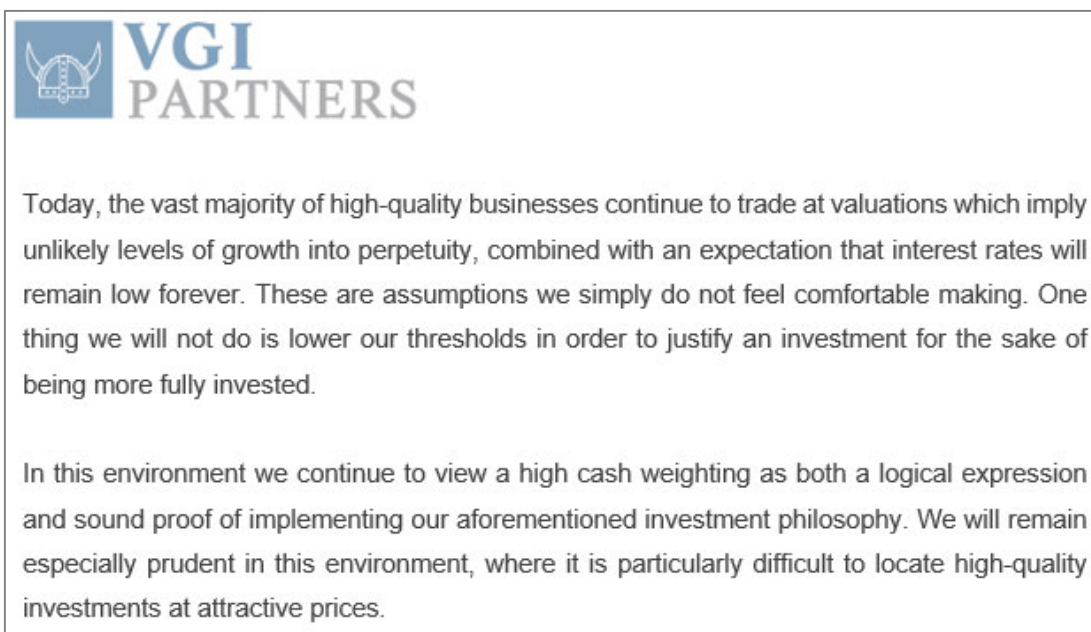 VGI
PARTNERS
Today, the vast majority of high-quality businesses continue to trade at valuations which imply
unlikely levels of growth into perpetuity, combined with an expectation that interest rates will
remain low forever. These are assumptions we simply do not feel comfortable making. One
thing we will not do is lower our thresholds in order to justify an investment for the sake of
being more fully invested.
In this environment we continue to view a high cash weighting as both a logical expression
and sound proof of implementing our aforementioned investment philosophy. We will remain
especially prudent in this environment, where it is particularly difficult to locate high-quality
investments at attractive prices.